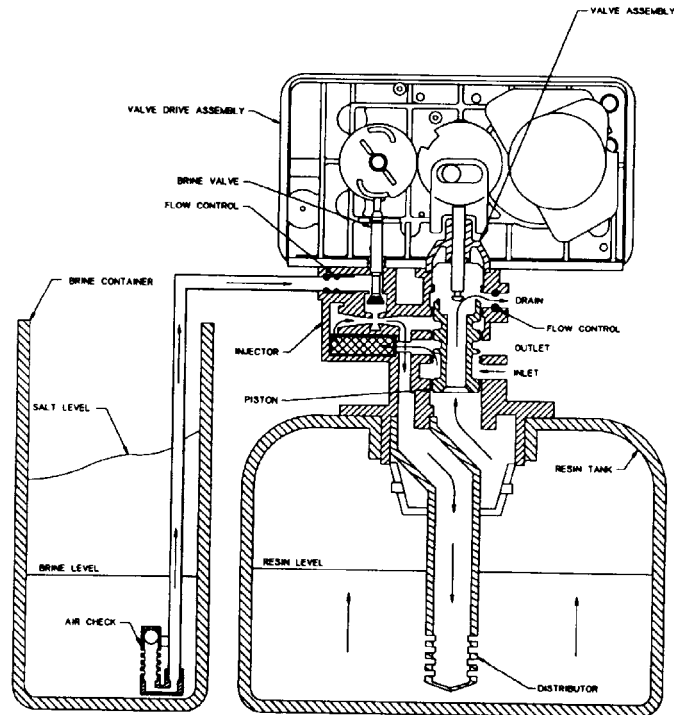 VALVE ASSEMBLY
VALVE DRIVE ASSEMBLY
BRINE VALVE
FLOW CONTROL
BRINE CONTAINER
DRAIN
FLOW CONTROL
INJECTOR
OUTLET
INLET
PISTON
SALT LEVEL
RESIN TANK
BRINE LEVEL
RESIN LEVEL
AIR CHECK
DISTRIBUTOR